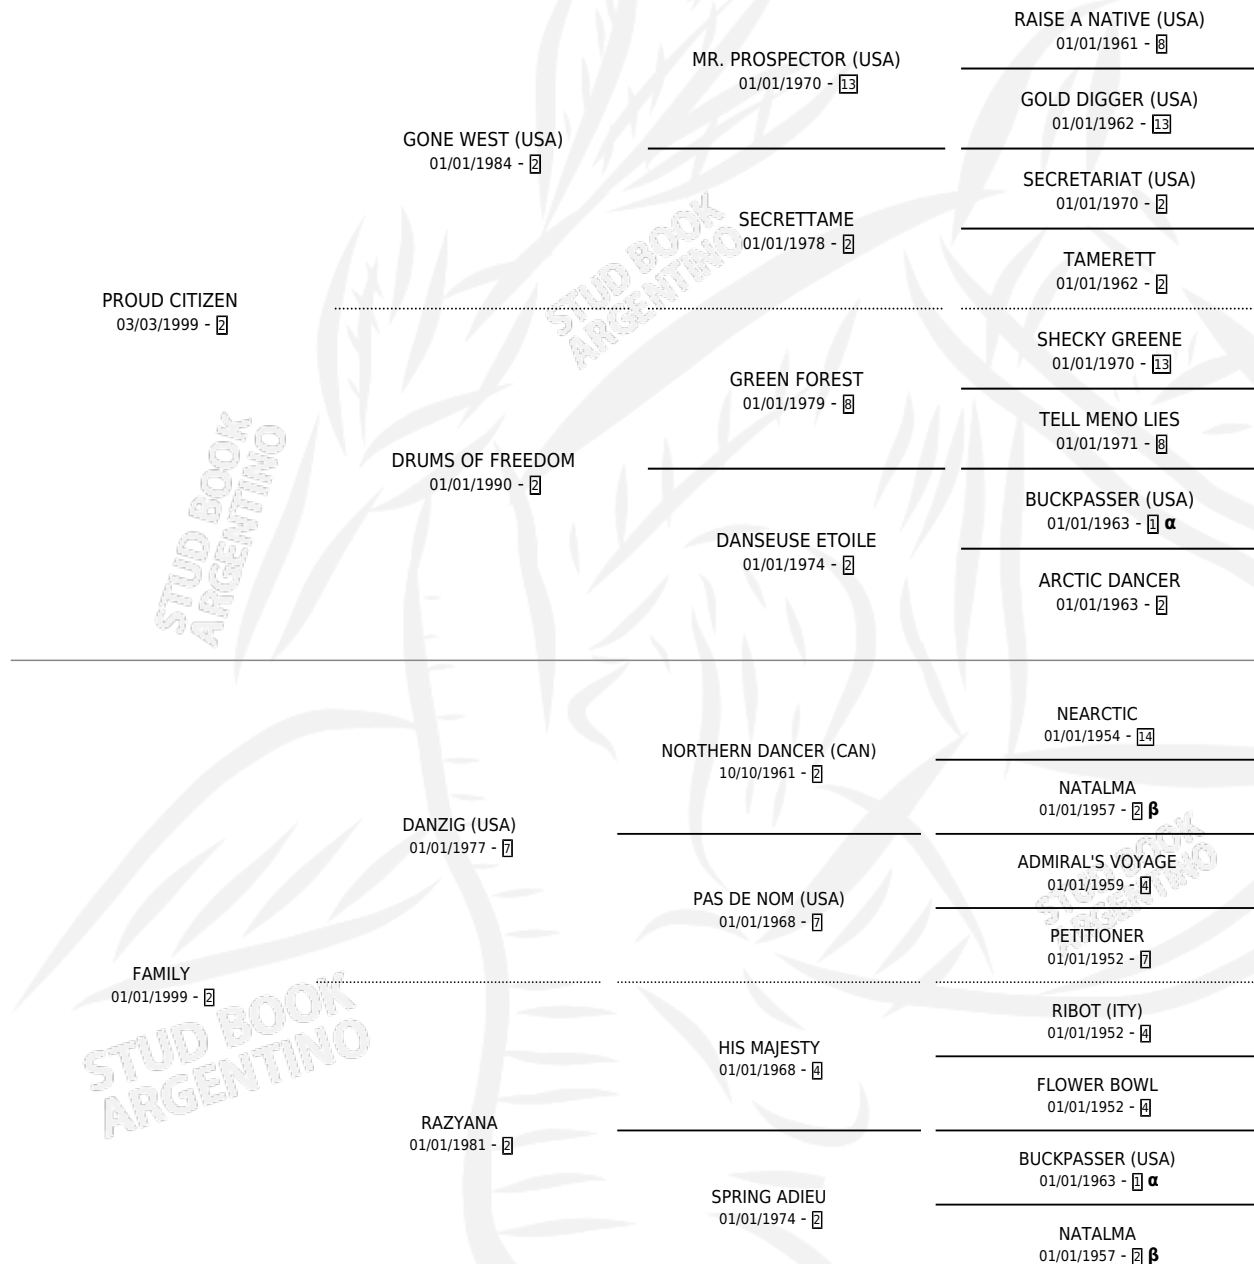 RAISE A NATIVE (USA)
01/01/1961 - 8
MR. PROSPECTOR (USA)
01/01/1970 - 13
GOLD DIGGER (USA)
01/01/1962 - 13
GONE WEST (USA)
01/01/1984 - 2
SECRETARIAT (USA)
01/01/1970 - 2
SECRETTAME
01/01/1978 - 2
TAMERETT
01/01/1962 - 2
PROUD CITIZEN
03/03/1999 - 2
SHECKY GREENE
01/01/1970 - 13
GREEN FOREST
01/01/1979 - 8
TELL MENO LIES
01/01/1971 - 8
DRUMS OF FREEDOM
01/01/1990 - 2
BUCKPASSER (USA)
01/01/1963 - 1 α
DANSEUSE ETOILE
01/01/1974 - 2
ARCTIC DANCER
01/01/1963 - 2
NEARCTIC
01/01/1954 - 14
NORTHERN DANCER (CAN)
10/10/1961 - 2
NATALMA
01/01/1957 - 2 β
DANZIG (USA)
01/01/1977 - 7
ADMIRAL'S VOYAGE
01/01/1959 - 4
PAS DE NOM (USA)
01/01/1968 - 7
PETITIONER
01/01/1952 - 7
FAMILY
01/01/1999 - 2
RIBOT (ITY)
01/01/1952 - 4
HIS MAJESTY
01/01/1968 - 4
FLOWER BOWL
01/01/1952 - 4
RAZYANA
01/01/1981 - 2
BUCKPASSER (USA)
01/01/1963 - 1 α
SPRING ADIEU
01/01/1974 - 2
NATALMA
01/01/1957 - 2 β
STUD BOOK
ARGENTINO
STUD BOOK
ARGENTINO
STUD BOOK
ARGENTINO
STUD BOOK
ARGENTINO